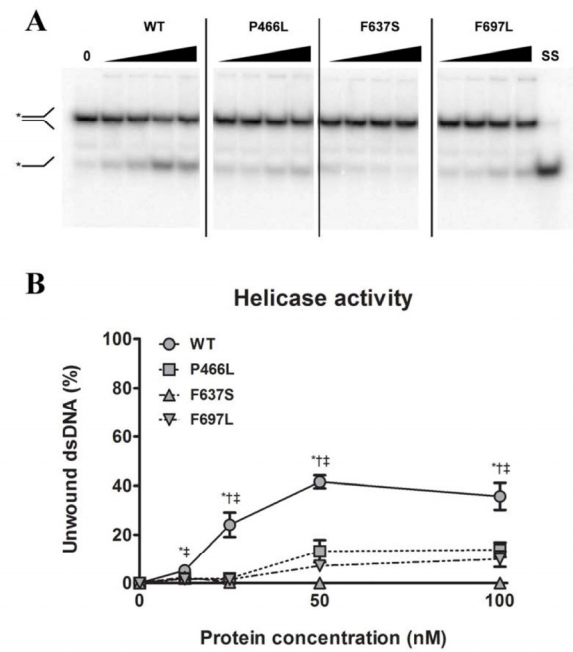 A
WT P466L F637S F697L
0 SS
*
*
B
Helicase activity
100
80
60
40
20
0
Unwound dsDNA (%)
WT
P466L
F637S
F697L
*‡
*†‡
*†‡
*†‡
0 50 100
Protein concentration (nM)